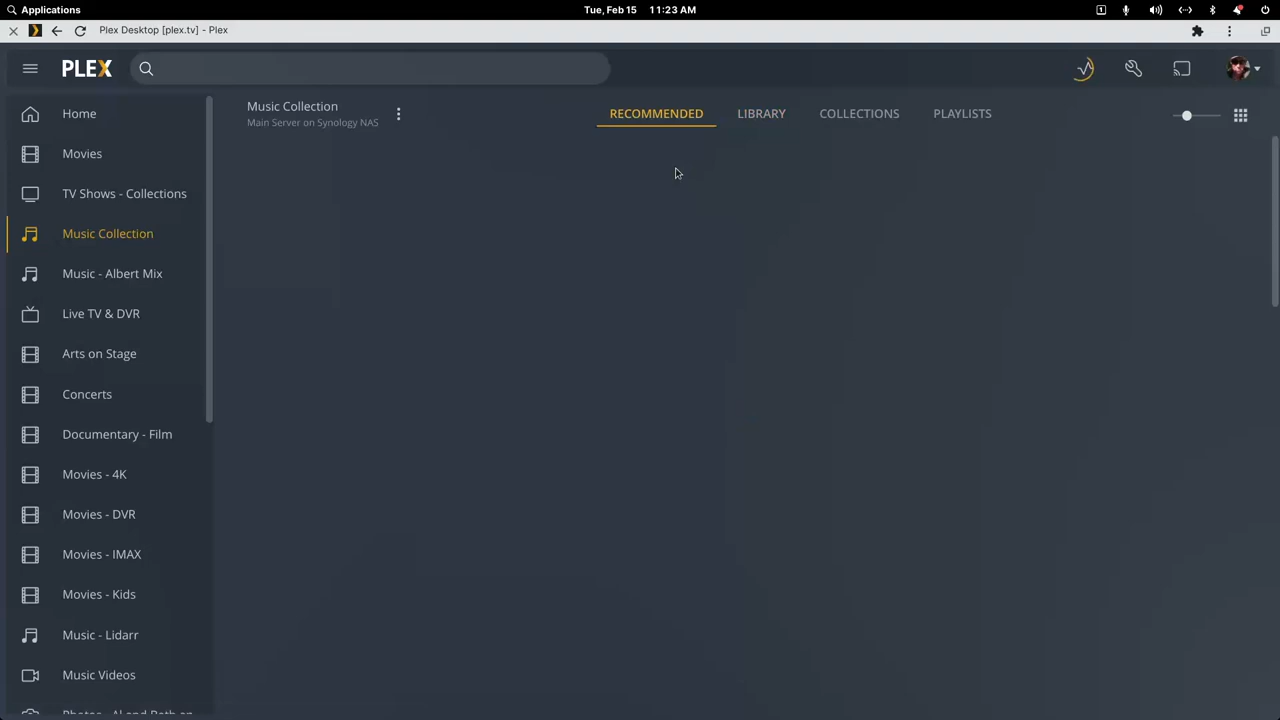 Applications
Tue, Feb 15 11:23 AM
1
Plex Desktop [plex.tv] - Plex
PLEX
Home
Movies
TV Shows - Collections
Music Collection
Music - Albert Mix
Live TV & DVR
Arts on Stage
Concerts
Documentary - Film
Movies - 4K
Movies - DVR
Movies - IMAX
Movies - Kids
Music - Lidarr
Music Videos
Music Collection
Main Server on Synology NAS
RECOMMENDED
LIBRARY
COLLECTIONS
PLAYLISTS